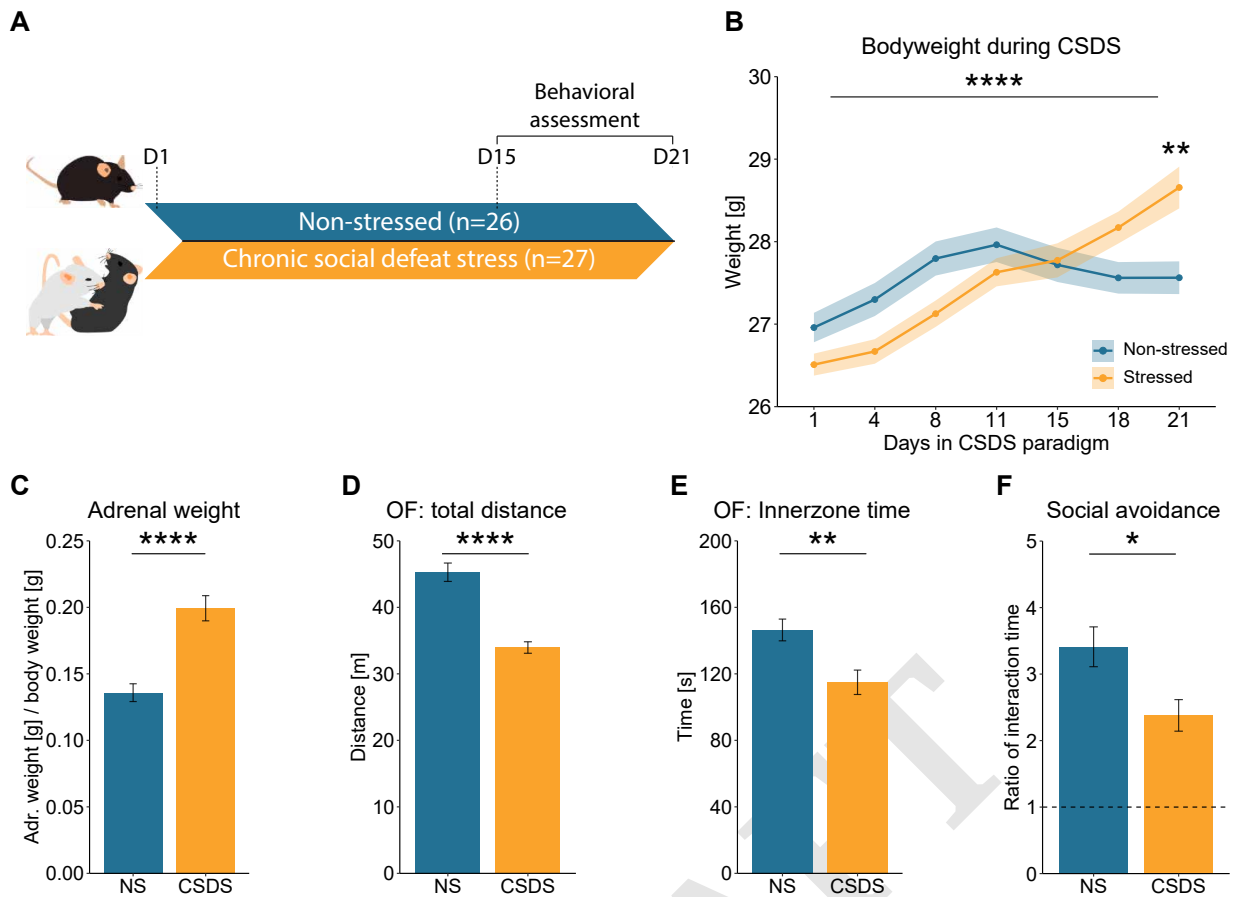 A
Behavioral
assessment
D1
D15
D21
Non-stressed (n=26)
Chronic social defeat stress (n=27)
B
Bodyweight during CSDS
****
**
30
29
28
27
26
Weight [g]
Non-stressed
Stressed
1 4 8 11 15 18 21
Days in CSDS paradigm
C
Adrenal weight
****
0.25
0.20
0.15
0.10
0.05
0.00
Adr. weight [g] / body weight [g]
NS CSDS
D
OF: total distance
****
50
40
30
20
10
0
Distance [m]
NS CSDS
E
OF: Innerzone time
**
200
160
120
80
40
0
Time [s]
NS CSDS
F
Social avoidance
*
5
4
3
2
1
0
Ratio of interaction time
NS CSDS